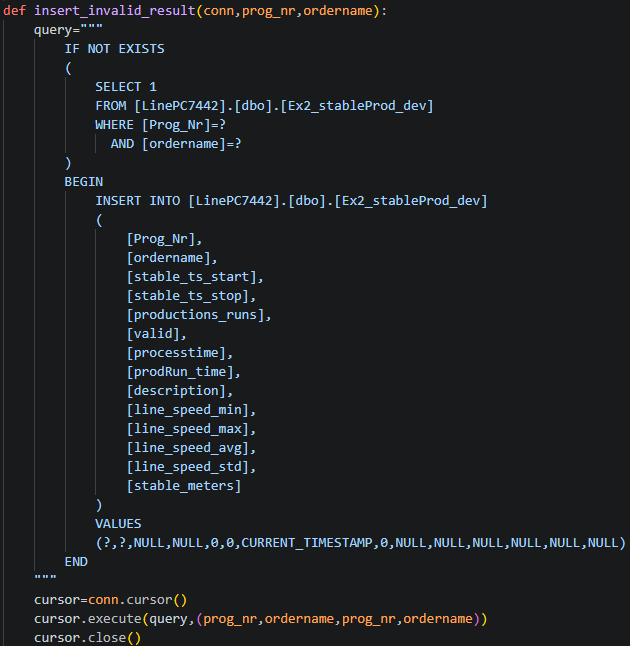 def insert_invalid_result(conn,prog_nr,ordername):
    query="""
        IF NOT EXISTS
        (
            SELECT 1
            FROM [LinePC7442].[dbo].[Ex2_stableProd_dev]
            WHERE [Prog_Nr]=?
              AND [ordername]=?
        )
        BEGIN
            INSERT INTO [LinePC7442].[dbo].[Ex2_stableProd_dev]
            (
                [Prog_Nr],
                [ordername],
                [stable_ts_start],
                [stable_ts_stop],
                [productions_runs],
                [valid],
                [processtime],
                [prodRun_time],
                [description],
                [line_speed_min],
                [line_speed_max],
                [line_speed_avg],
                [line_speed_std],
                [stable_meters]
            )
            VALUES
            (?,?,NULL,NULL,0,0,CURRENT_TIMESTAMP,0,NULL,NULL,NULL,NULL,NULL,NULL)
        END
    """
    cursor=conn.cursor()
    cursor.execute(query,(prog_nr,ordername,prog_nr,ordername))
    cursor.close()